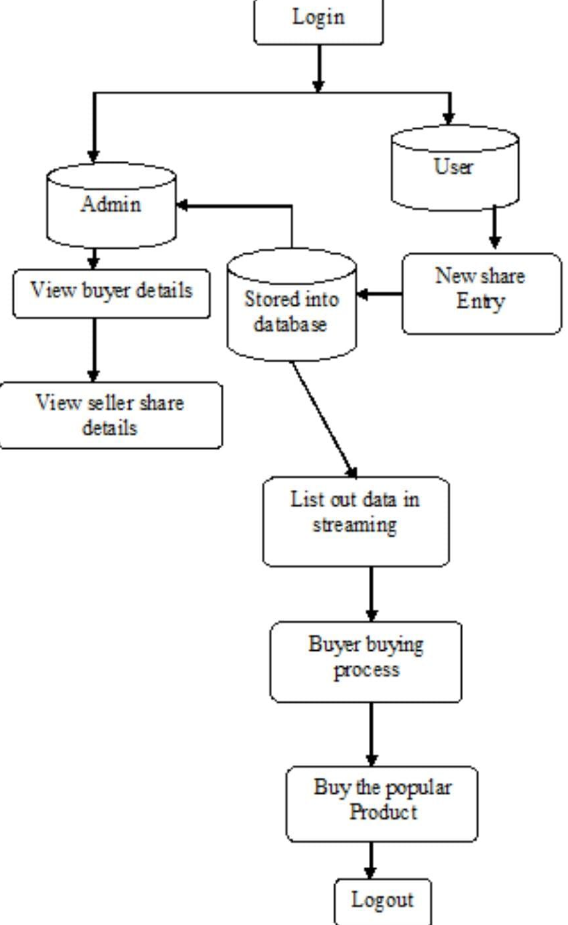 Login
User
Admin
New share
Entry
View buyer details
Stored into
database
View seller share
details
List out data in
streaming
Buyer buying
process
Buy the popular
Product
Logout